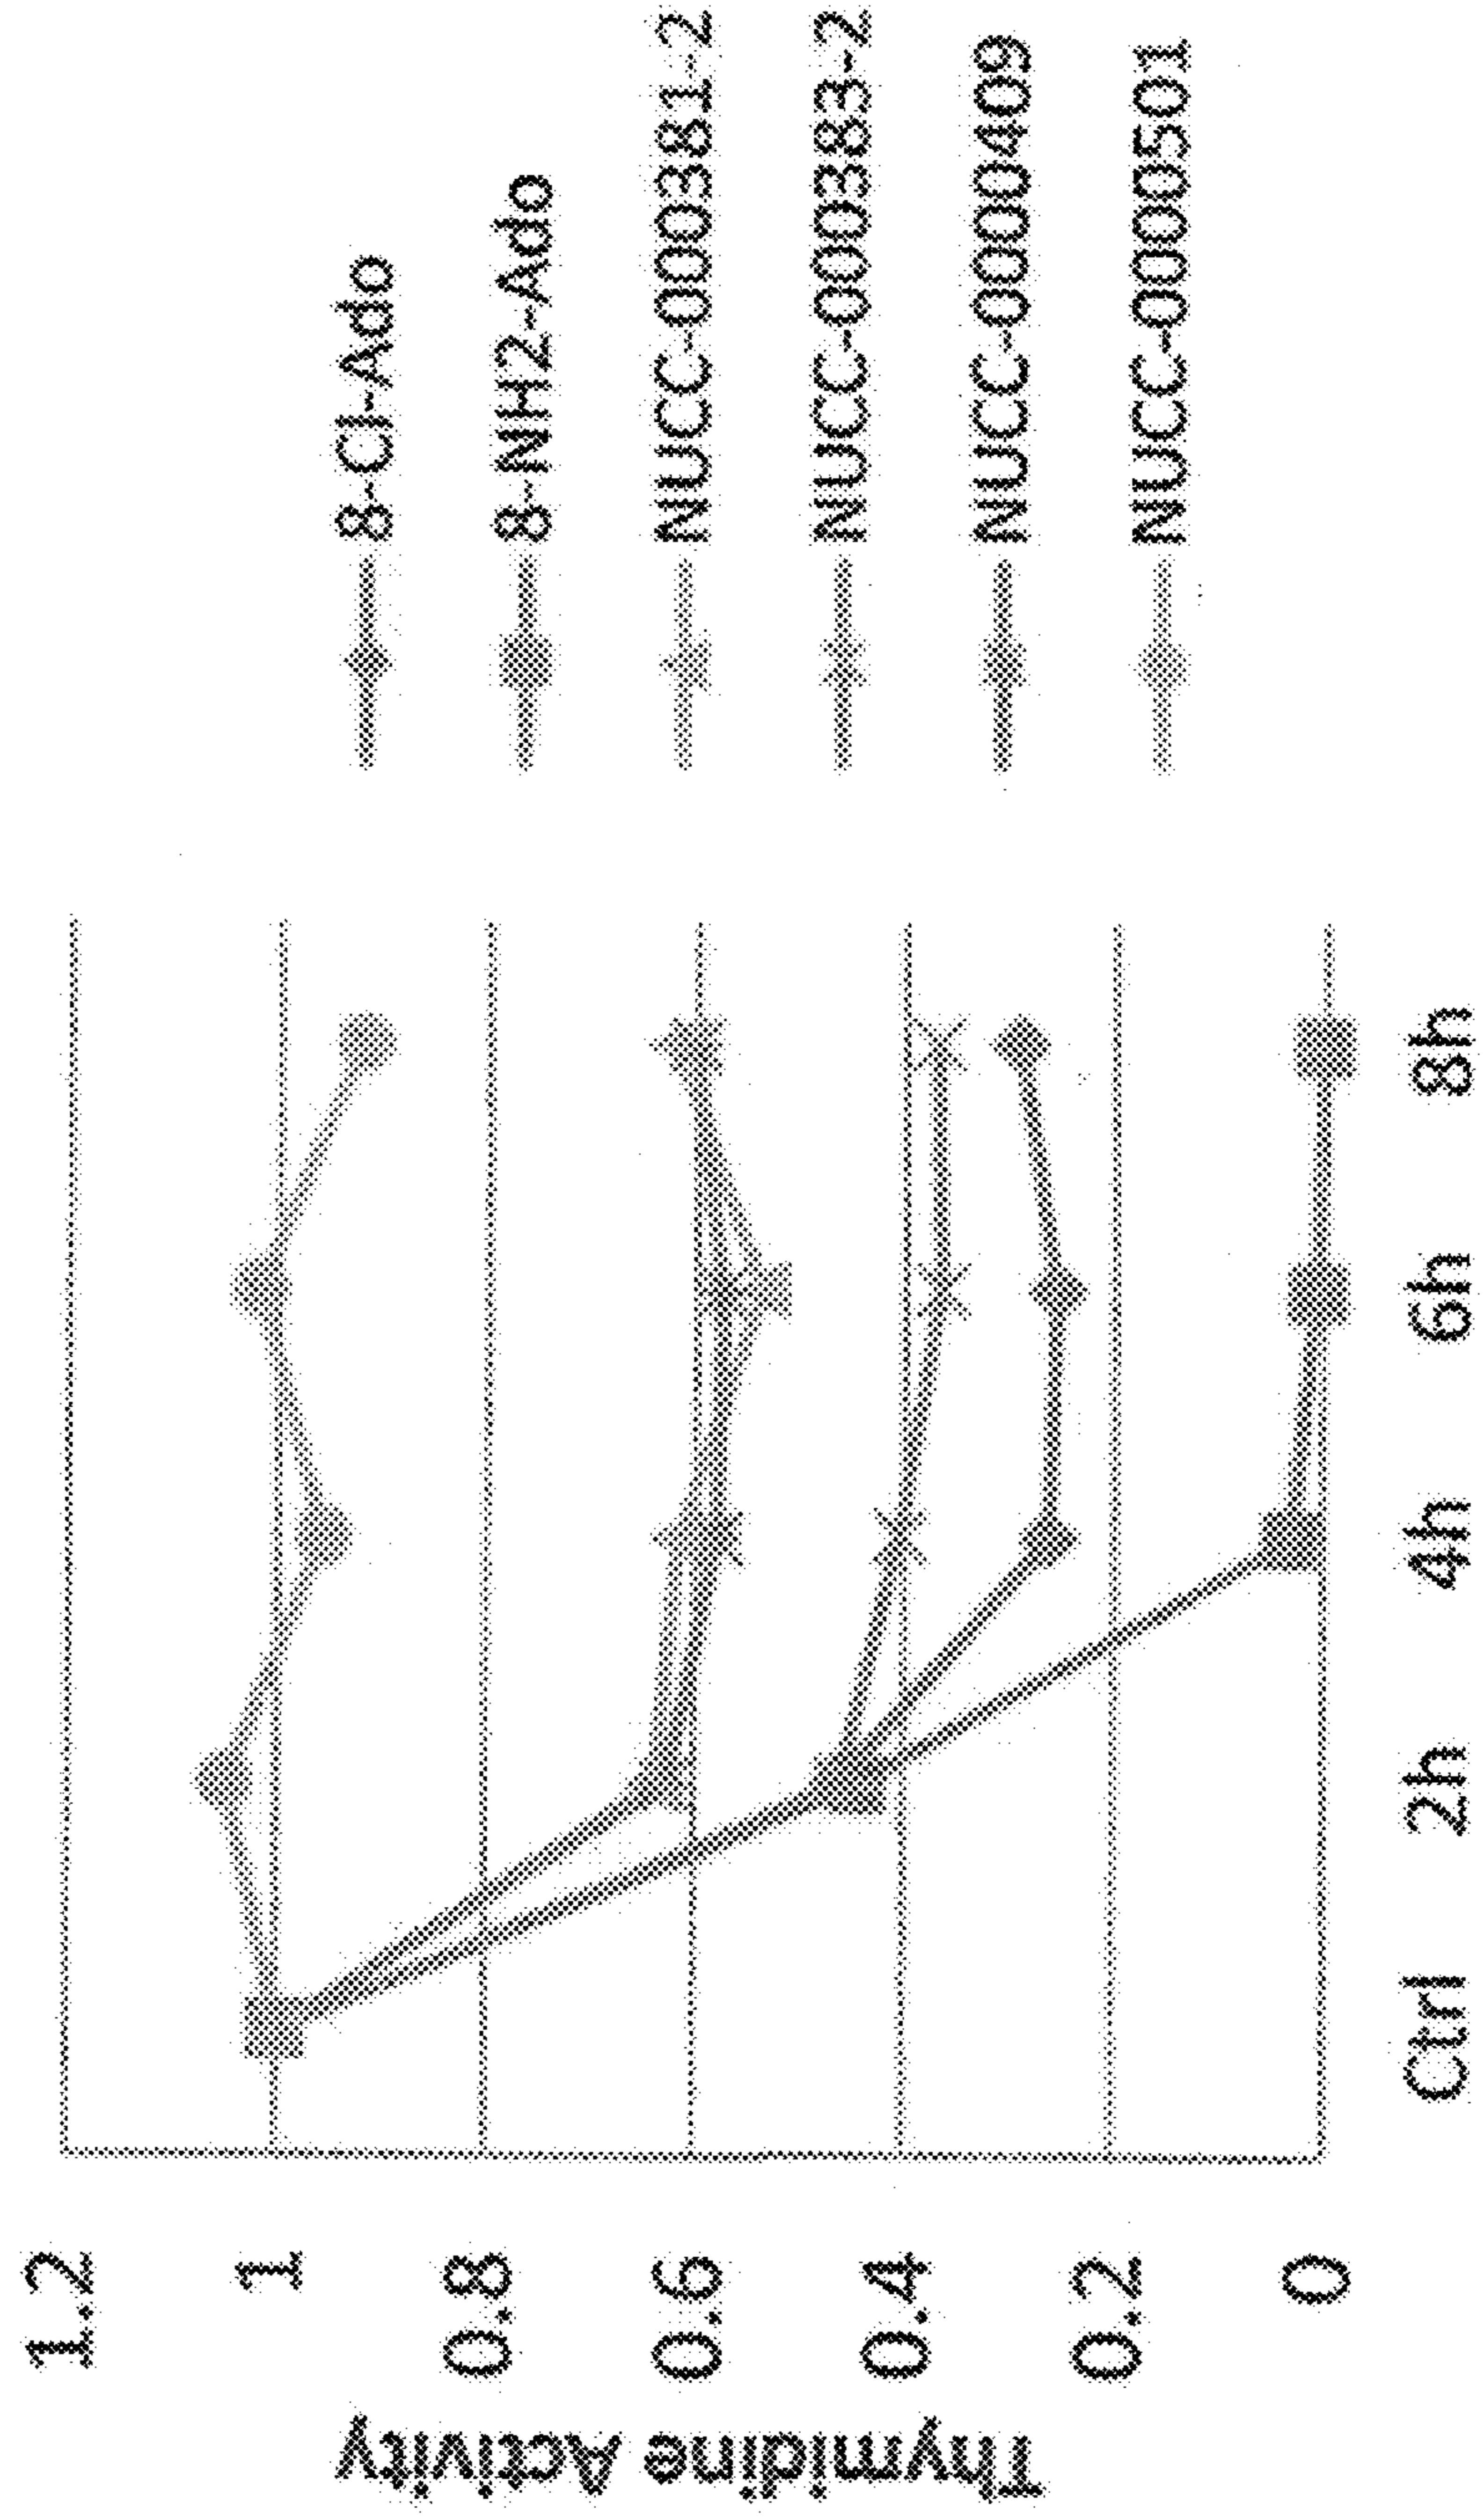 Thymidine Activity
1.2
1
0.8
0.6
0.4
0.2
0
Ctrl
2h
4h
6h
8h
8-Cl-Ado
8-NH2-Ado
NUCC-000381-2
NUCC-000383-2
NUCC-0000409
NUCC-0000501